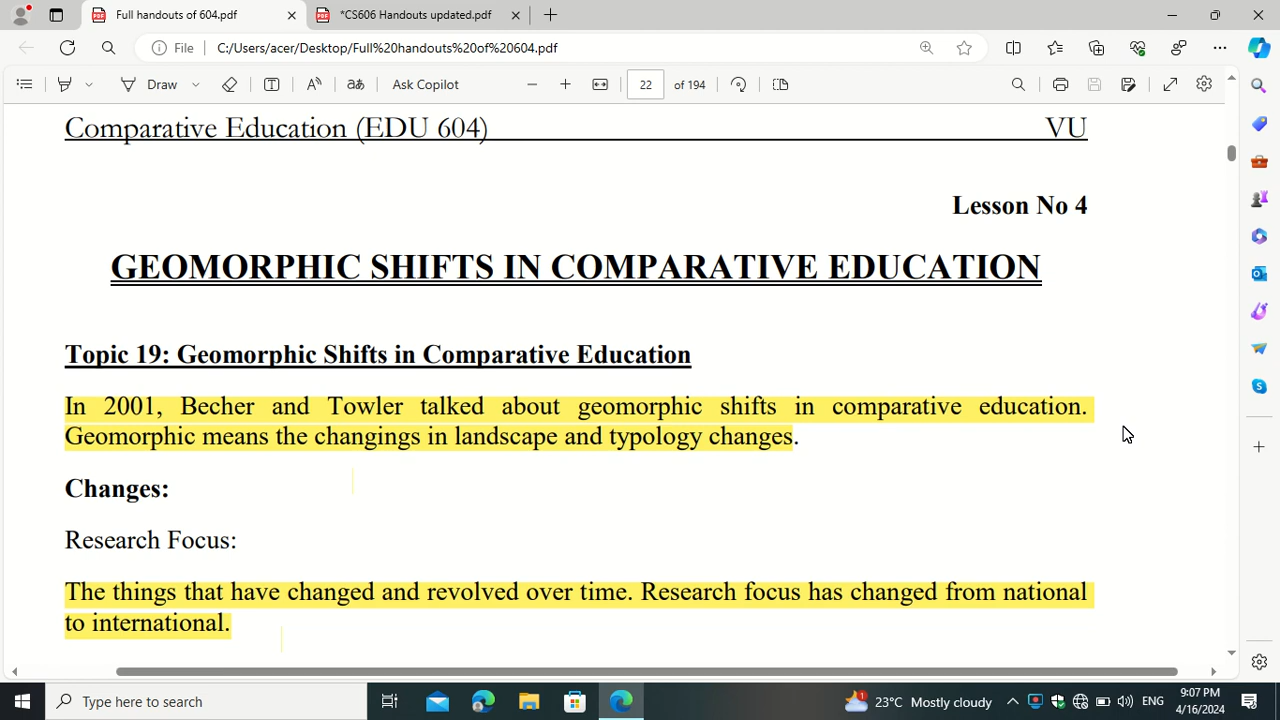 Full handouts of 604.pdf
*CS606 Handouts updated.pdf
File
C:/Users/acer/Desktop/Full%20handouts%20of%20604.pdf
Draw
Ask Copilot
22 of 194
Comparative Education (EDU 604) VU
Lesson No 4
GEOMORPHIC SHIFTS IN COMPARATIVE EDUCATION
Topic 19: Geomorphic Shifts in Comparative Education
In 2001, Becher and Towler talked about geomorphic shifts in comparative education.
Geomorphic means the changings in landscape and typology changes.
Changes:
Research Focus:
The things that have changed and revolved over time. Research focus has changed from national
to international.
Type here to search
1
23°C Mostly cloudy
ENG
9:07 PM
4/16/2024